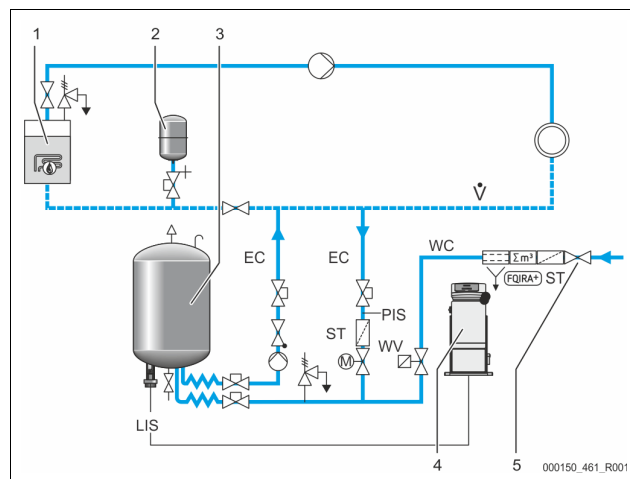 1
2
3
V̇
EC
EC
WC
Σm³
FQIRA+
ST
PIS
ST
WV
M
LIS
4
5
000150_461_R001